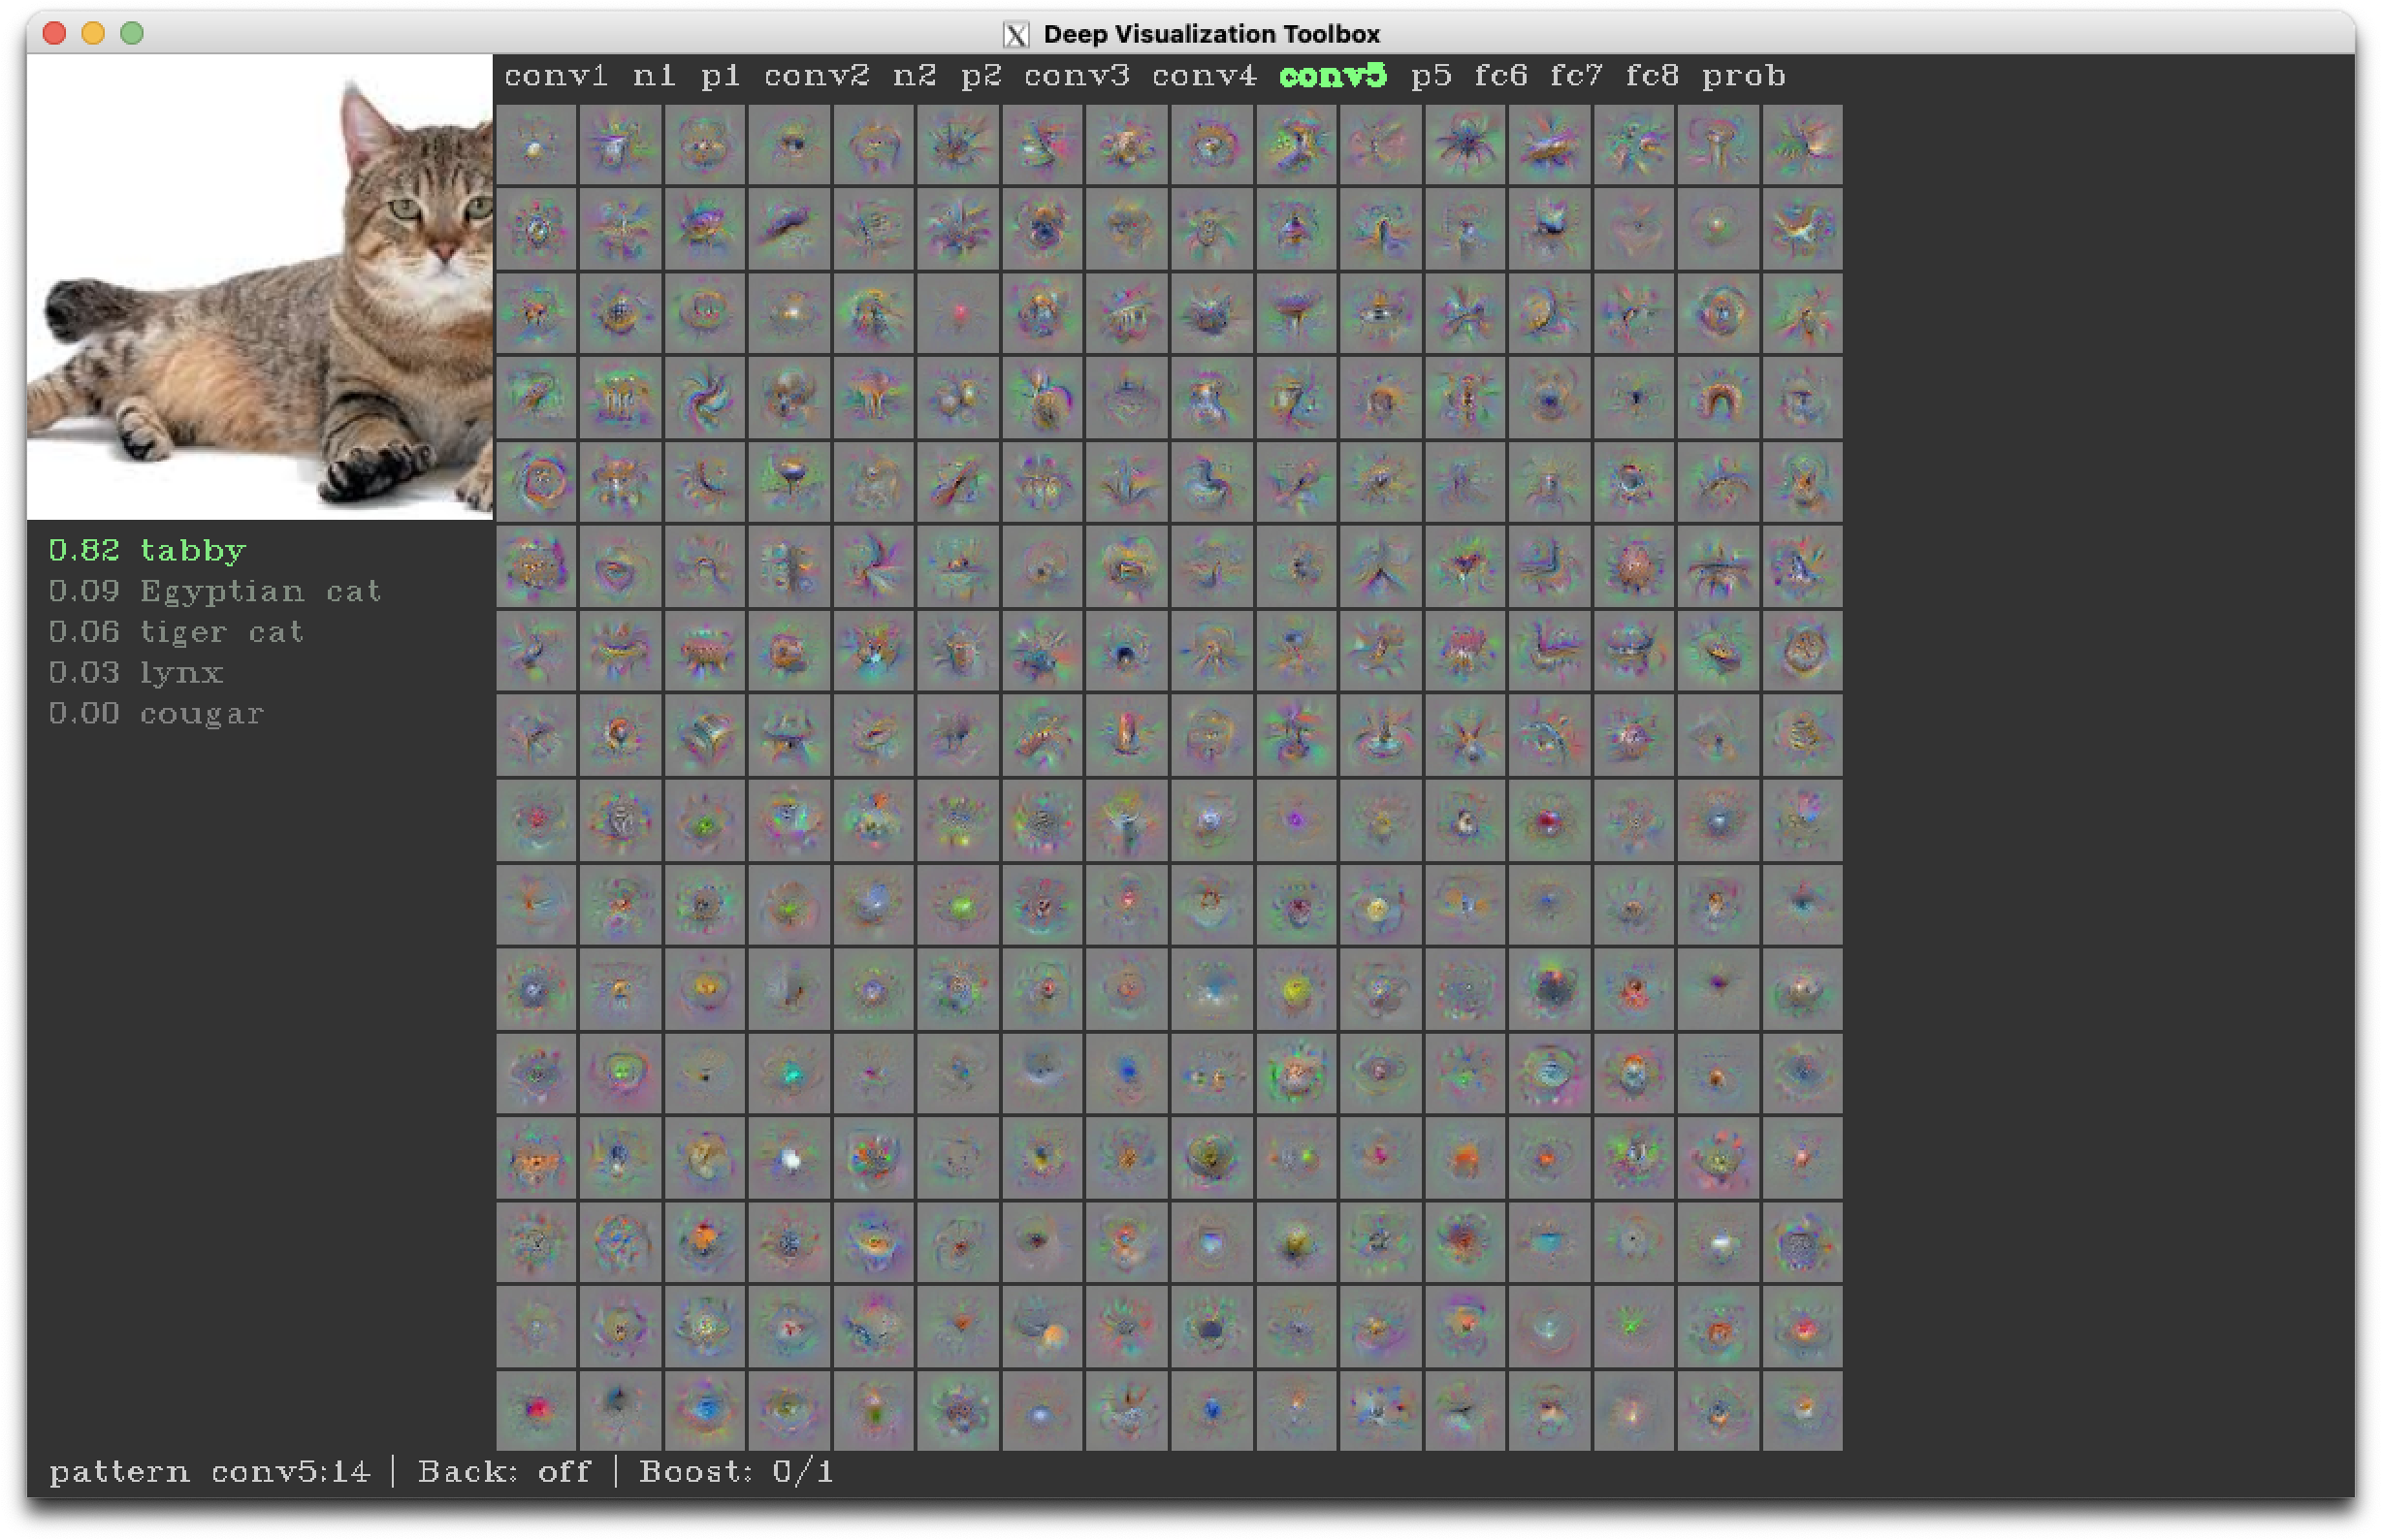 Deep Visualization Toolbox
conv1 n1 p1 conv2 n2 p2 conv3 conv4 conv5 p5 fc6 fc7 fc8 prob
0.82 tabby
0.09 Egyptian cat
0.06 tiger cat
0.03 lynx
0.00 cougar
pattern conv5:14 | Back: off | Boost: 0/1